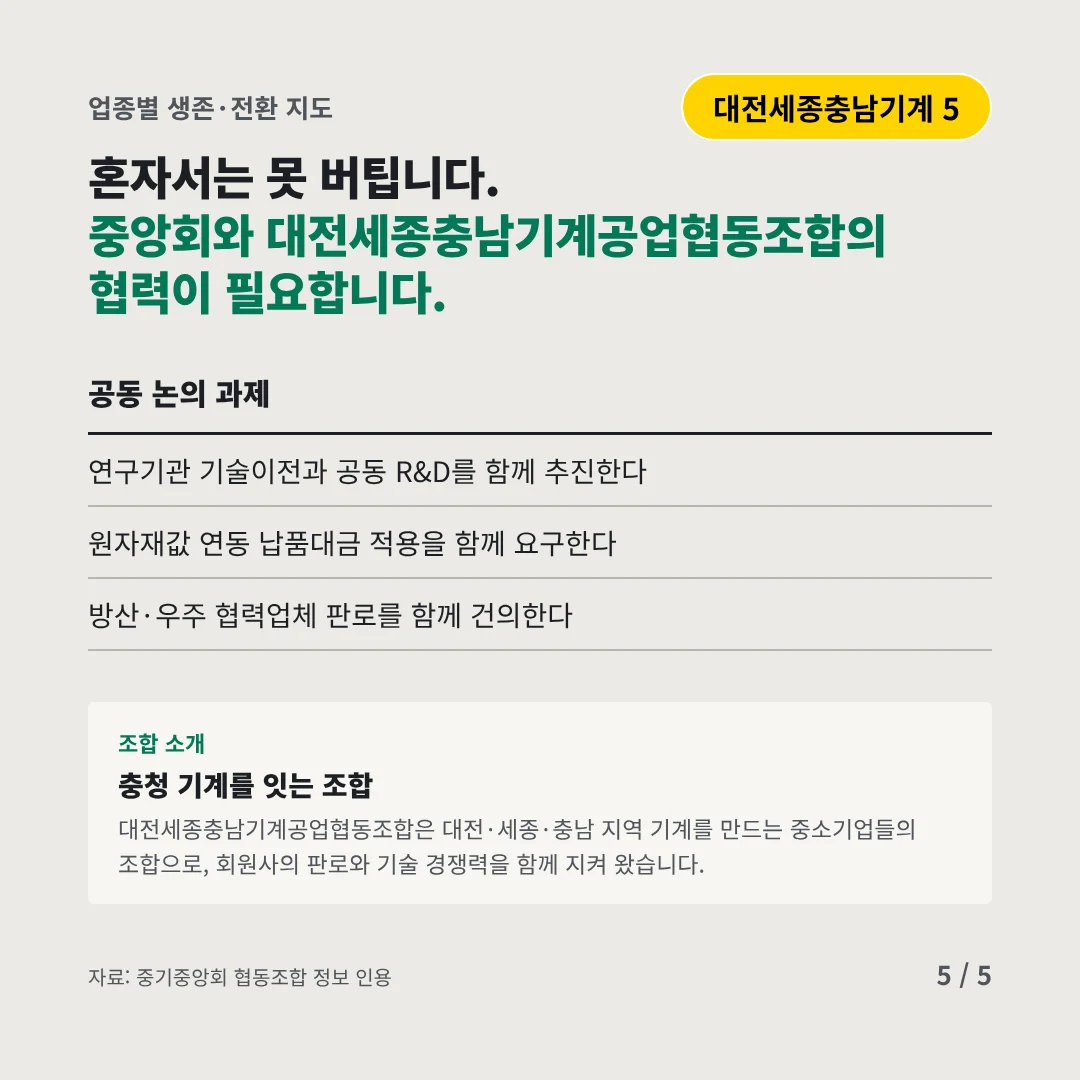 업종별 생존·전환 지도
대전세종충남기계 5
혼자서는 못 버팁니다.
중앙회와 대전세종충남기계공업협동조합의
협력이 필요합니다.
공동 논의 과제
연구기관 기술이전과 공동 R&D를 함께 추진한다
원자재값 연동 납품대금 적용을 함께 요구한다
방산·우주 협력업체 판로를 함께 건의한다
조합 소개
충청 기계를 잇는 조합
대전세종충남기계공업협동조합은 대전·세종·충남 지역 기계를 만드는 중소기업들의
조합으로, 회원사의 판로와 기술 경쟁력을 함께 지켜 왔습니다.
자료: 중기중앙회 협동조합 정보 인용
5 / 5